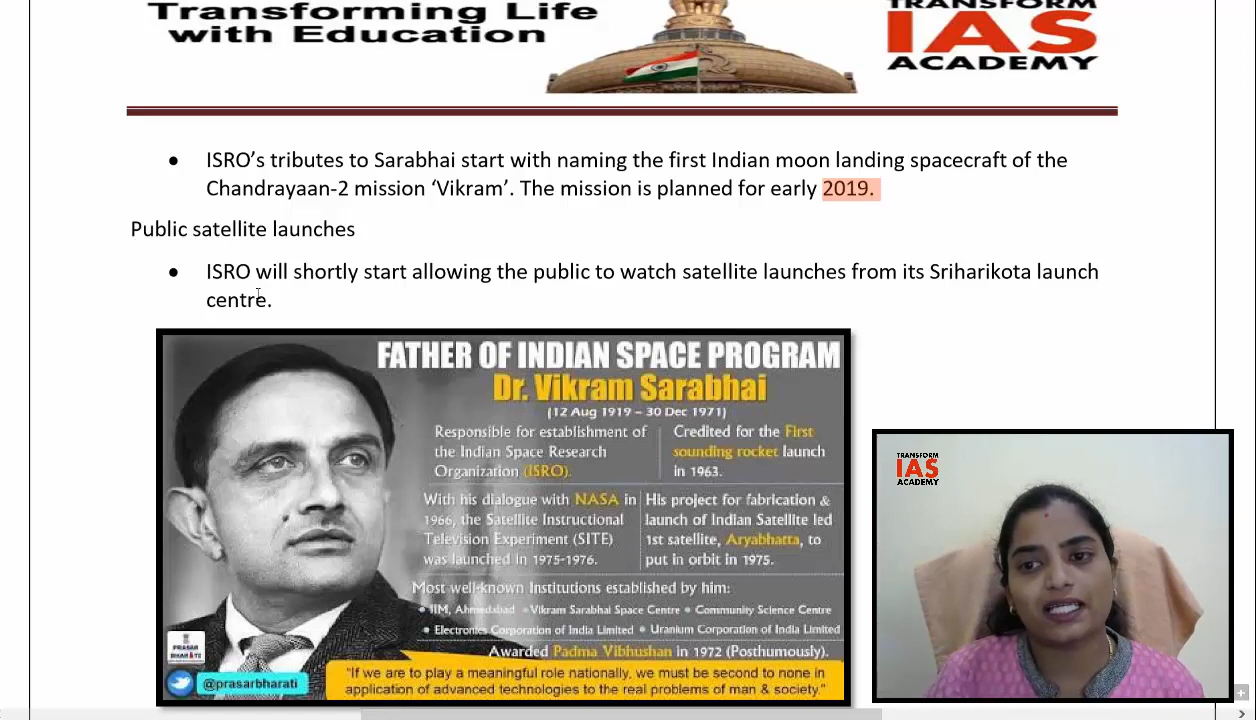 Transforming Life
with Education
TRANSFORM
IAS
ACADEMY
• ISRO’s tributes to Sarabhai start with naming the first Indian moon landing spacecraft of the
Chandrayaan-2 mission ‘Vikram’. The mission is planned for early 2019.
Public satellite launches
• ISRO will shortly start allowing the public to watch satellite launches from its Sriharikota launch
centre.
FATHER OF INDIAN SPACE PROGRAM
Dr. Vikram Sarabhai
(12 Aug 1919 – 30 Dec 1971)
Responsible for establishment of
the Indian Space Research
Organization (ISRO).
Credited for the First
sounding rocket launch
in 1963.
With his dialogue with NASA in
1966, the Satellite Instructional
Television Experiment (SITE)
was launched in 1975-1976.
His project for fabrication &
launch of Indian Satellite led
1st satellite, Aryabhatta, to
put in orbit in 1975.
Most well-known Institutions established by him:
• IIM, Ahmedabad • Vikram Sarabhai Space Centre • Community Science Centre
• Electronics Corporation of India Limited • Uranium Corporation of India Limited
Awarded Padma Vibhushan in 1972 (Posthumously).
"If we are to play a meaningful role nationally, we must be second to none in
application of advanced technologies to the real problems of man & society."
PRASAR
BHARATI
@prasarbharati
TRANSFORM
IAS
ACADEMY